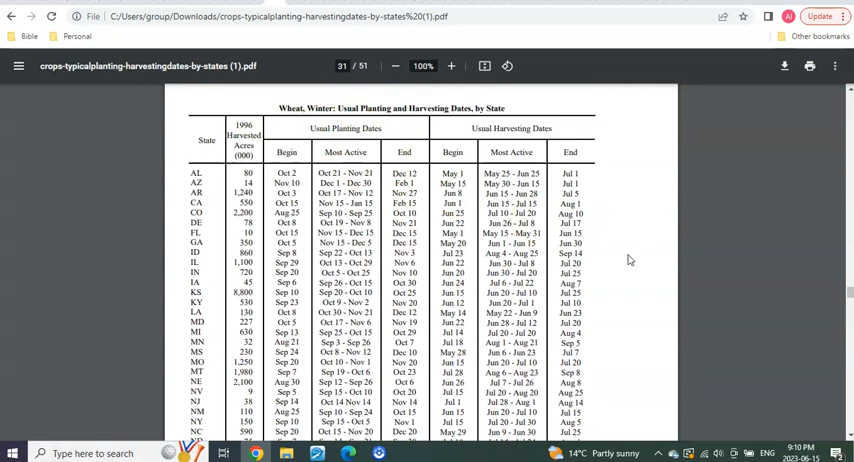 File
C:/Users/group/Downloads/crops-typicalplanting-harvestingdates-by-states%20(1).pdf
AI
Update
Bible
Personal
Other bookmarks
crops-typicalplanting-harvestingdates-by-states (1).pdf
31 / 51
100%
Wheat, Winter: Usual Planting and Harvesting Dates, by State
State
1996 Harvested Acres (000)
Usual Planting Dates
Usual Harvesting Dates
Begin Most Active End Begin Most Active End
AL 80 Oct 2 Oct 21 - Nov 21 Dec 12 May 1 May 25 - Jun 25 Jul 1
AZ 14 Nov 10 Dec 1 - Dec 30 Feb 1 May 15 May 30 - Jun 15 Jul 1
AR 1,240 Oct 3 Oct 17 - Nov 12 Nov 27 Jun 8 Jun 15 - Jun 28 Jul 5
CA 550 Oct 15 Nov 15 - Jan 15 Feb 15 Jun 1 Jun 15 - Jul 15 Aug 1
CO 2,200 Aug 25 Sep 10 - Sep 25 Oct 10 Jun 25 Jul 10 - Jul 20 Aug 10
DE 78 Oct 8 Oct 19 - Nov 8 Nov 21 Jun 22 Jun 26 - Jul 8 Jul 17
FL 10 Oct 15 Nov 15 - Dec 15 Dec 15 May 1 May 15 - May 31 Jun 15
GA 350 Oct 5 Nov 15 - Dec 5 Dec 15 May 20 Jun 1 - Jun 15 Jun 30
ID 860 Sep 8 Sep 22 - Oct 13 Nov 3 Jul 23 Aug 4 - Aug 25 Sep 14
IL 1,100 Sep 29 Oct 13 - Oct 29 Nov 6 Jun 22 Jun 30 - Jul 8 Jul 20
IN 720 Sep 20 Oct 5 - Oct 25 Nov 10 Jun 20 Jun 30 - Jul 20 Jul 25
IA 45 Sep 6 Sep 26 - Oct 15 Oct 30 Jun 24 Jul 6 - Jul 22 Aug 7
KS 8,800 Sep 10 Sep 20 - Oct 10 Oct 25 Jun 15 Jun 20 - Jul 10 Jul 25
KY 530 Sep 23 Oct 9 - Nov 2 Nov 20 Jun 12 Jun 20 - Jul 1 Jul 10
LA 130 Oct 8 Oct 30 - Nov 21 Dec 12 May 14 May 22 - Jun 9 Jun 23
MD 227 Oct 5 Oct 17 - Nov 6 Nov 19 Jun 22 Jun 28 - Jul 12 Jul 20
MI 630 Sep 13 Sep 25 - Oct 15 Oct 29 Jul 14 Jul 20 - Jul 20 Aug 4
MN 32 Aug 21 Sep 3 - Sep 26 Oct 7 Jul 18 Aug 1 - Aug 21 Sep 5
MS 230 Sep 24 Oct 8 - Nov 12 Dec 10 May 28 Jun 6 - Jun 23 Jul 7
MO 1,250 Sep 20 Oct 10 - Nov 1 Nov 20 Jun 15 Jun 20 - Jul 10 Jul 20
MT 1,980 Sep 7 Sep 19 - Oct 6 Oct 23 Jul 28 Aug 6 - Aug 23 Sep 8
NE 2,100 Aug 30 Sep 12 - Sep 26 Oct 6 Jun 26 Jul 7 - Jul 26 Aug 8
NV 9 Sep 5 Sep 15 - Oct 10 Oct 20 Jul 15 Jul 20 - Aug 20 Aug 25
NJ 38 Sep 14 Oct 14 Nov 14 Nov 14 Jul 1 Jul 28 - Aug 1 Aug 14
NM 110 Aug 25 Sep 10 - Sep 24 Oct 15 Jun 15 Jun 20 - Jul 10 Jul 15
NY 150 Sep 10 Sep 15 - Oct 5 Nov 1 Jul 15 Jul 20 - Jul 30 Aug 5
NC 590 Sep 20 Oct 15 - Nov 20 Dec 20 May 29 Jun 9 - Jun 30 Jul 25
Type here to search
14°C Partly sunny
ENG
9:10 PM
2023-06-15
2